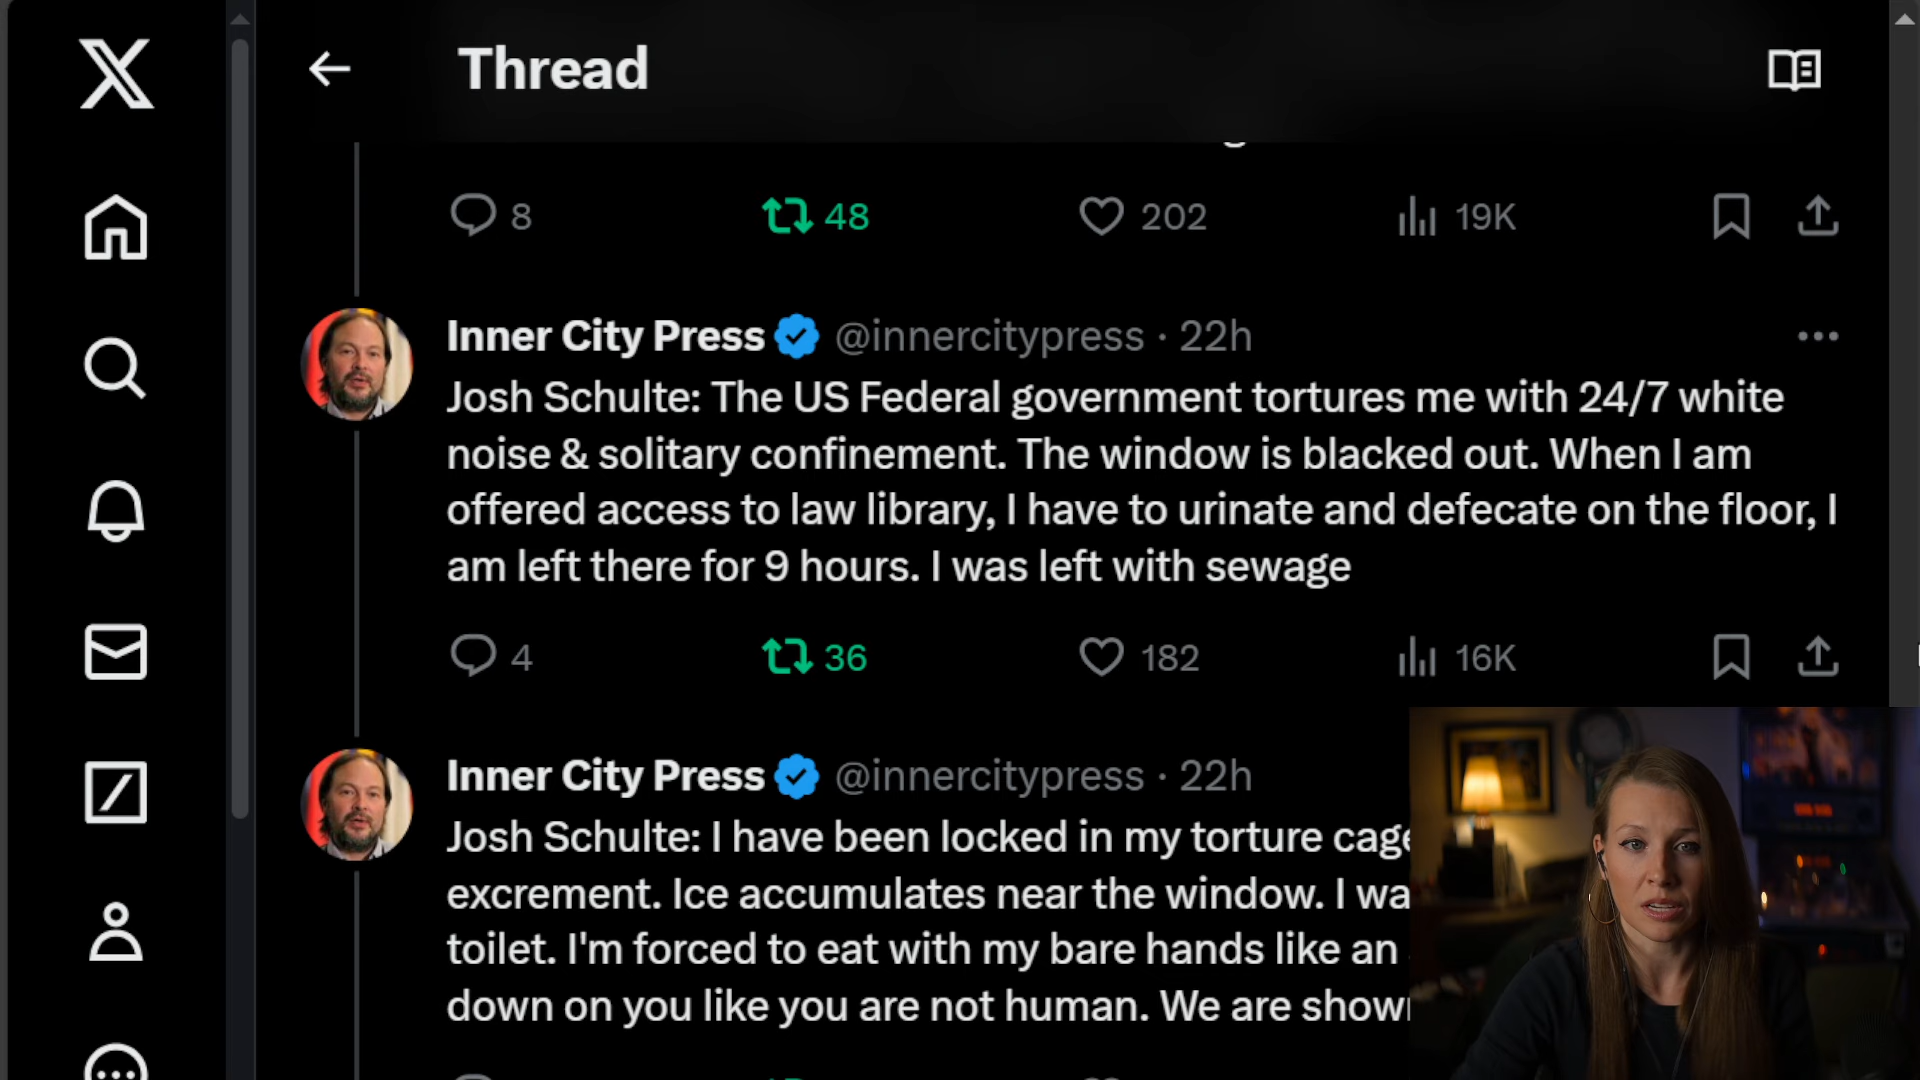 Thread
8 48 202 19K
Inner City Press @innercitypress · 22h
Josh Schulte: The US Federal government tortures me with 24/7 white
noise & solitary confinement. The window is blacked out. When I am
offered access to law library, I have to urinate and defecate on the floor, I
am left there for 9 hours. I was left with sewage
4 36 182 16K
Inner City Press @innercitypress · 22h
Josh Schulte: I have been locked in my torture cage
excrement. Ice accumulates near the window. I
toilet. I'm forced to eat with my bare hands like an
down on you like you are not human. We are